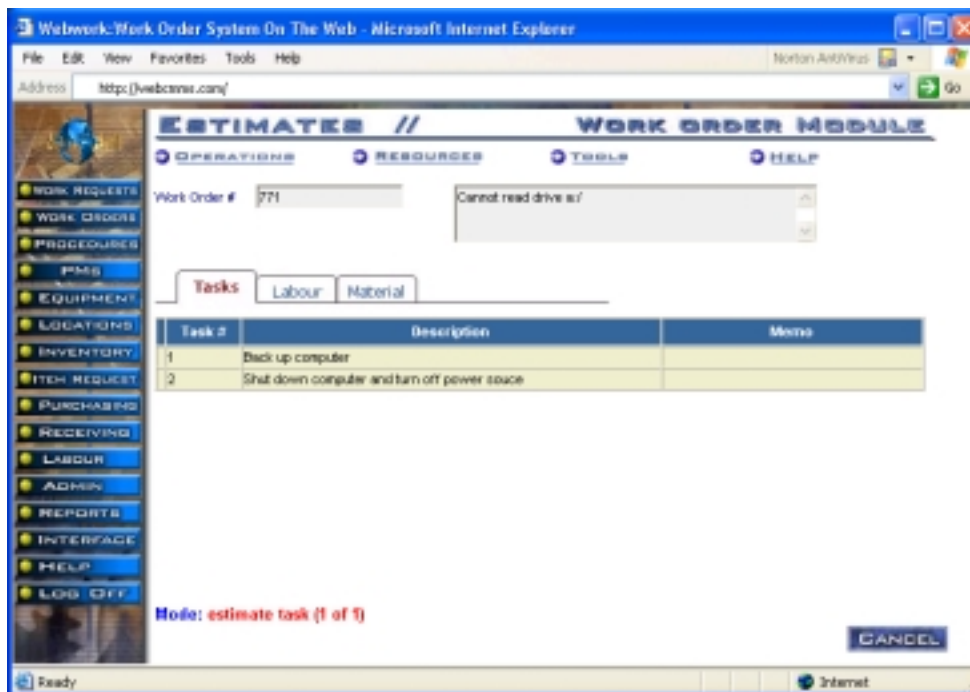 Webwork:Work Order System On The Web - Microsoft Internet Explorer
File Edit View Favorites Tools Help Norton AntiVirus
Address http://webcmms.com/ Go
ESTIMATES // WORK ORDER MODULE
OPERATIONS RESOURCES TOOLS HELP
Work Order # 771 Cannot read drive a:/
WORK REQUESTS
WORK ORDERS
PROCEDURES
PMS
EQUIPMENT
LOCATIONS
INVENTORY
ITEM REQUEST
PURCHASING
RECEIVING
LABOUR
ADMIN
REPORTS
INTERFACE
HELP
LOG OFF
Tasks Labour Material
Task # Description Memo
1 Back up computer
2 Shut down computer and turn off power souce
Mode: estimate task (1 of 1)
CANCEL
Ready Internet